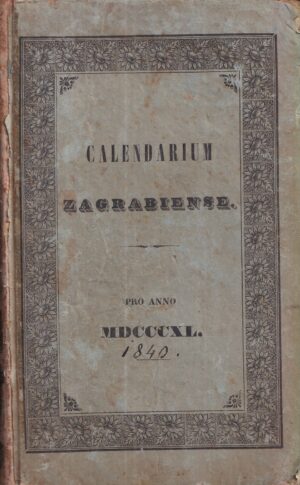 CALENDARIUM
ZAGRABIENSE.
PRO ANNO
MDCCCXL.
1840.